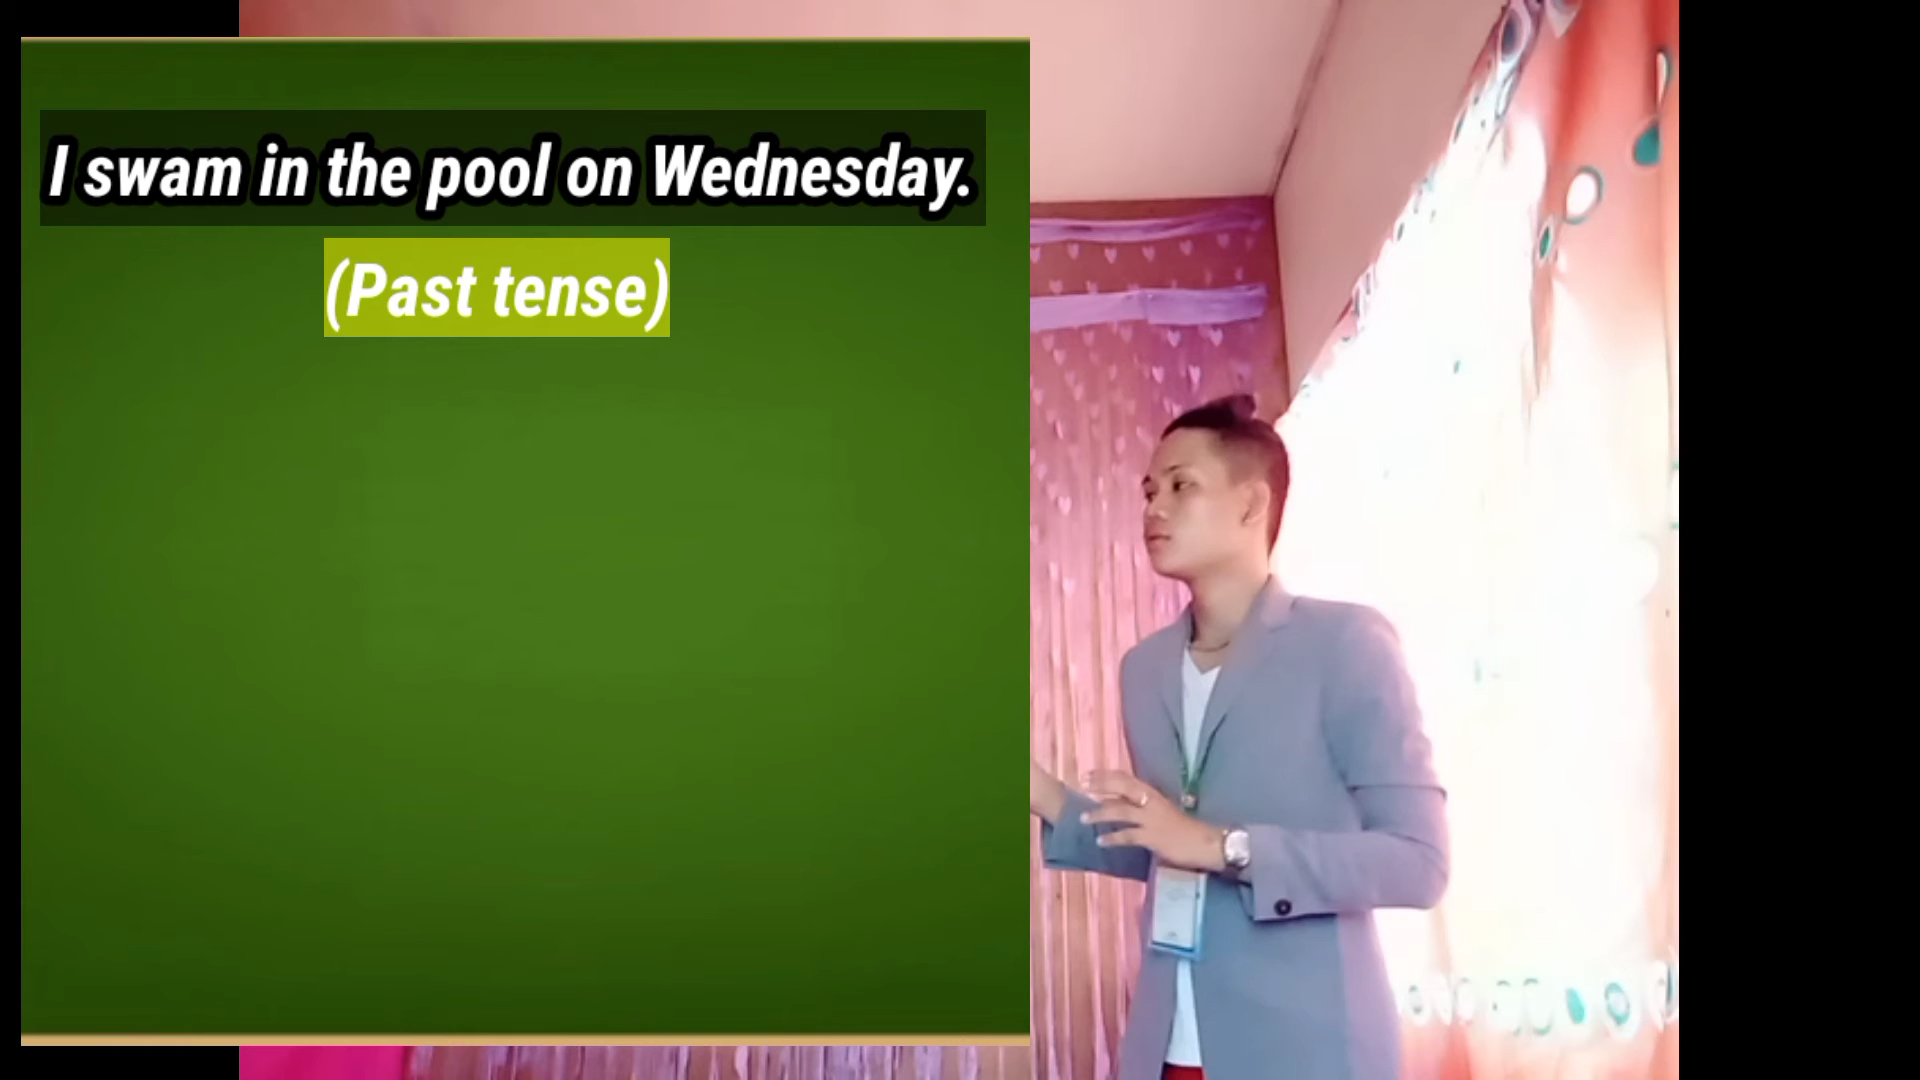 I swam in the pool on Wednesday.
(Past tense)